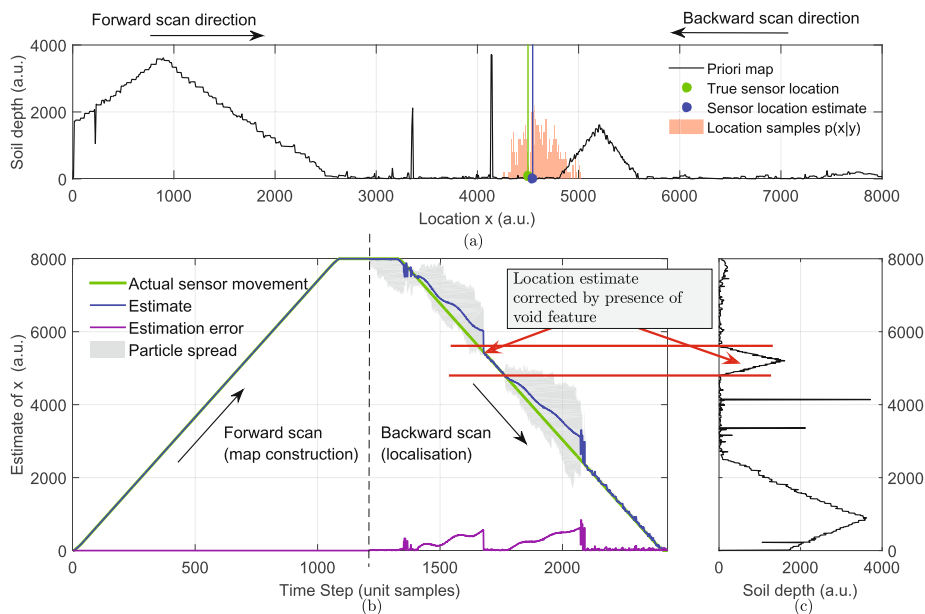 Forward scan direction
Backward scan direction
4000
2000
0
Soil depth (a.u.)
Priori map
True sensor location
Sensor location estimate
Location samples p(x|y)
0
1000
2000
3000
4000
5000
6000
7000
8000
Location x (a.u.)
(a)
8000
6000
4000
2000
0
Estimate of x (a.u.)
Actual sensor movement
Estimate
Estimation error
Particle spread
Location estimate
corrected by presence of
void feature
Forward scan
(map construction)
Backward scan
(localisation)
0
500
1000
1500
2000
Time Step (unit samples)
(b)
8000
6000
4000
2000
0
0
2000
4000
Soil depth (a.u.)
(c)